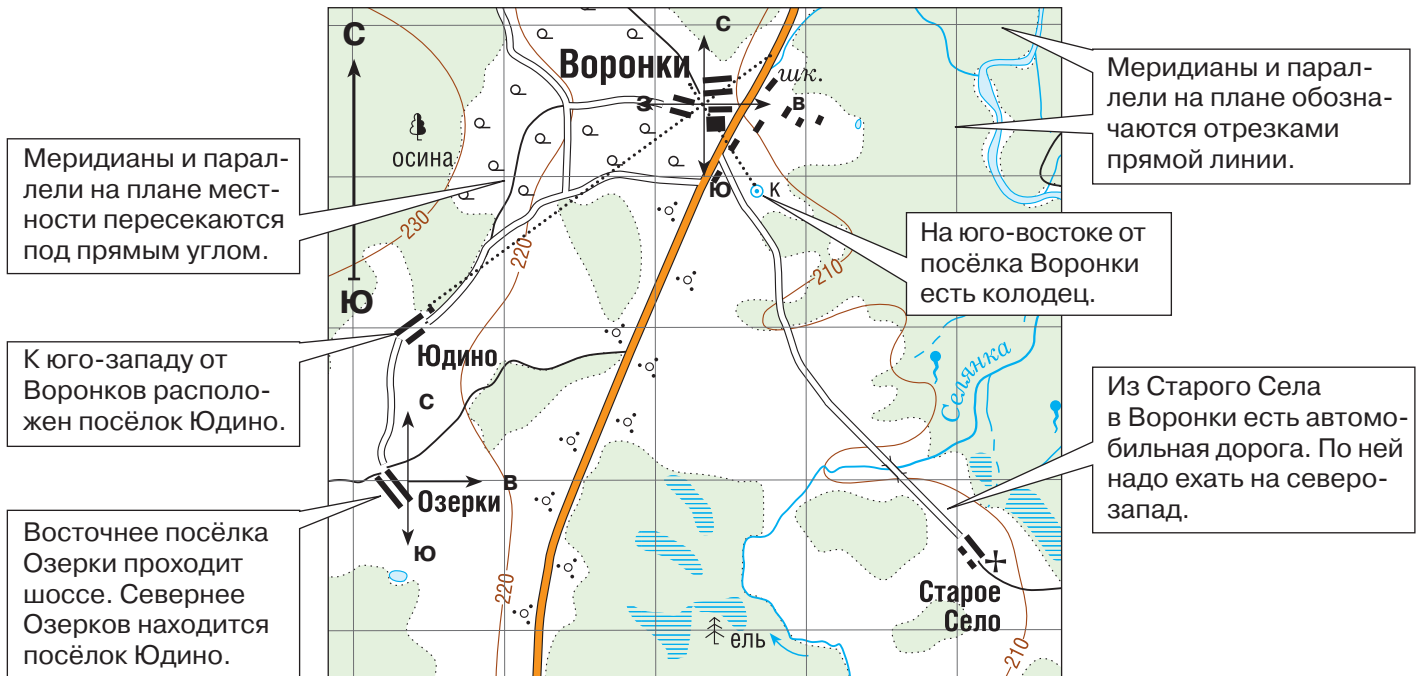 С
230
осина
220
Воронки
С
шк.
З
В
Ю
К
210
Ю
Юдино
С
В
Озерки
Ю
220
Селянка
Старое
Село
ель
210
Меридианы и парал-
лели на плане мест-
ности пересекаются
под прямым углом.
К юго-западу от
Воронков располо-
жен посёлок Юдино.
Восточнее посёлка
Озерки проходит
шоссе. Севернее
Озерков находится
посёлок Юдино.
Меридианы и парал-
лели на плане обозна-
чаются отрезками
прямой линии.
На юго-востоке от
посёлка Воронки
есть колодец.
Из Старого Села
в Воронки есть автомо-
бильная дорога. По ней
надо ехать на северо-
запад.